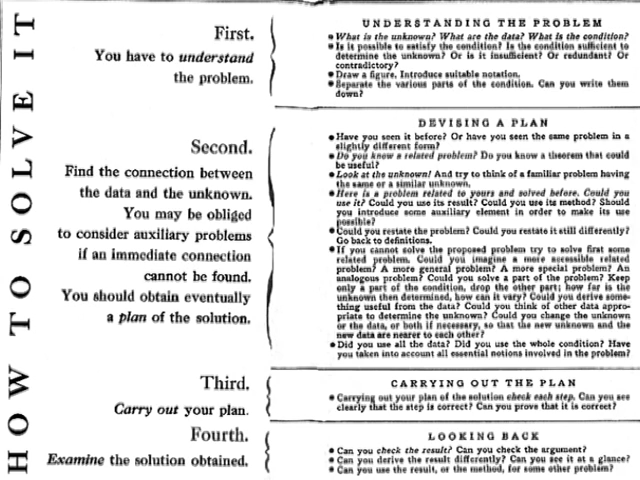 HOW TO SOLVE IT
First.
You have to understand
the problem.
UNDERSTANDING THE PROBLEM
● What is the unknown? What are the data? What is the condition?
● Is it possible to satisfy the condition? Is the condition sufficient to
determine the unknown? Or is it insufficient? Or redundant? Or
contradictory?
● Draw a figure. Introduce suitable notation.
● Separate the various parts of the condition. Can you write them
down?
Second.
Find the connection between
the data and the unknown.
You may be obliged
to consider auxiliary problems
if an immediate connection
cannot be found.
You should obtain eventually
a plan of the solution.
DEVISING A PLAN
● Have you seen it before? Or have you seen the same problem in a
slightly different form?
● Do you know a related problem? Do you know a theorem that could
be useful?
● Look at the unknown! And try to think of a familiar problem having
the same or a similar unknown.
● Here is a problem related to yours and solved before. Could you
use it? Could you use its result? Could you use its method? Should
you introduce some auxiliary element in order to make its use
possible?
● Could you restate the problem? Could you restate it still differently?
Go back to definitions.
● If you cannot solve the proposed problem try to solve first some
related problem. Could you imagine a more accessible related
problem? A more general problem? A more special problem? An
analogous problem? Could you solve a part of the problem? Keep
only a part of the condition, drop the other part; how far is the
unknown then determined, how can it vary? Could you derive some-
thing useful from the data? Could you think of other data appro-
priate to determine the unknown? Could you change the unknown
or the data, or both if necessary, so that the new unknown and the
new data are nearer to each other?
● Did you use all the data? Did you use the whole condition? Have
you taken into account all essential notions involved in the problem?
Third.
Carry out your plan.
CARRYING OUT THE PLAN
● Carrying out your plan of the solution check each step. Can you see
clearly that the step is correct? Can you prove that it is correct?
Fourth.
Examine the solution obtained.
LOOKING BACK
● Can you check the result? Can you check the argument?
● Can you derive the result differently? Can you see it at a glance?
● Can you use the result, or the method, for some other problem?